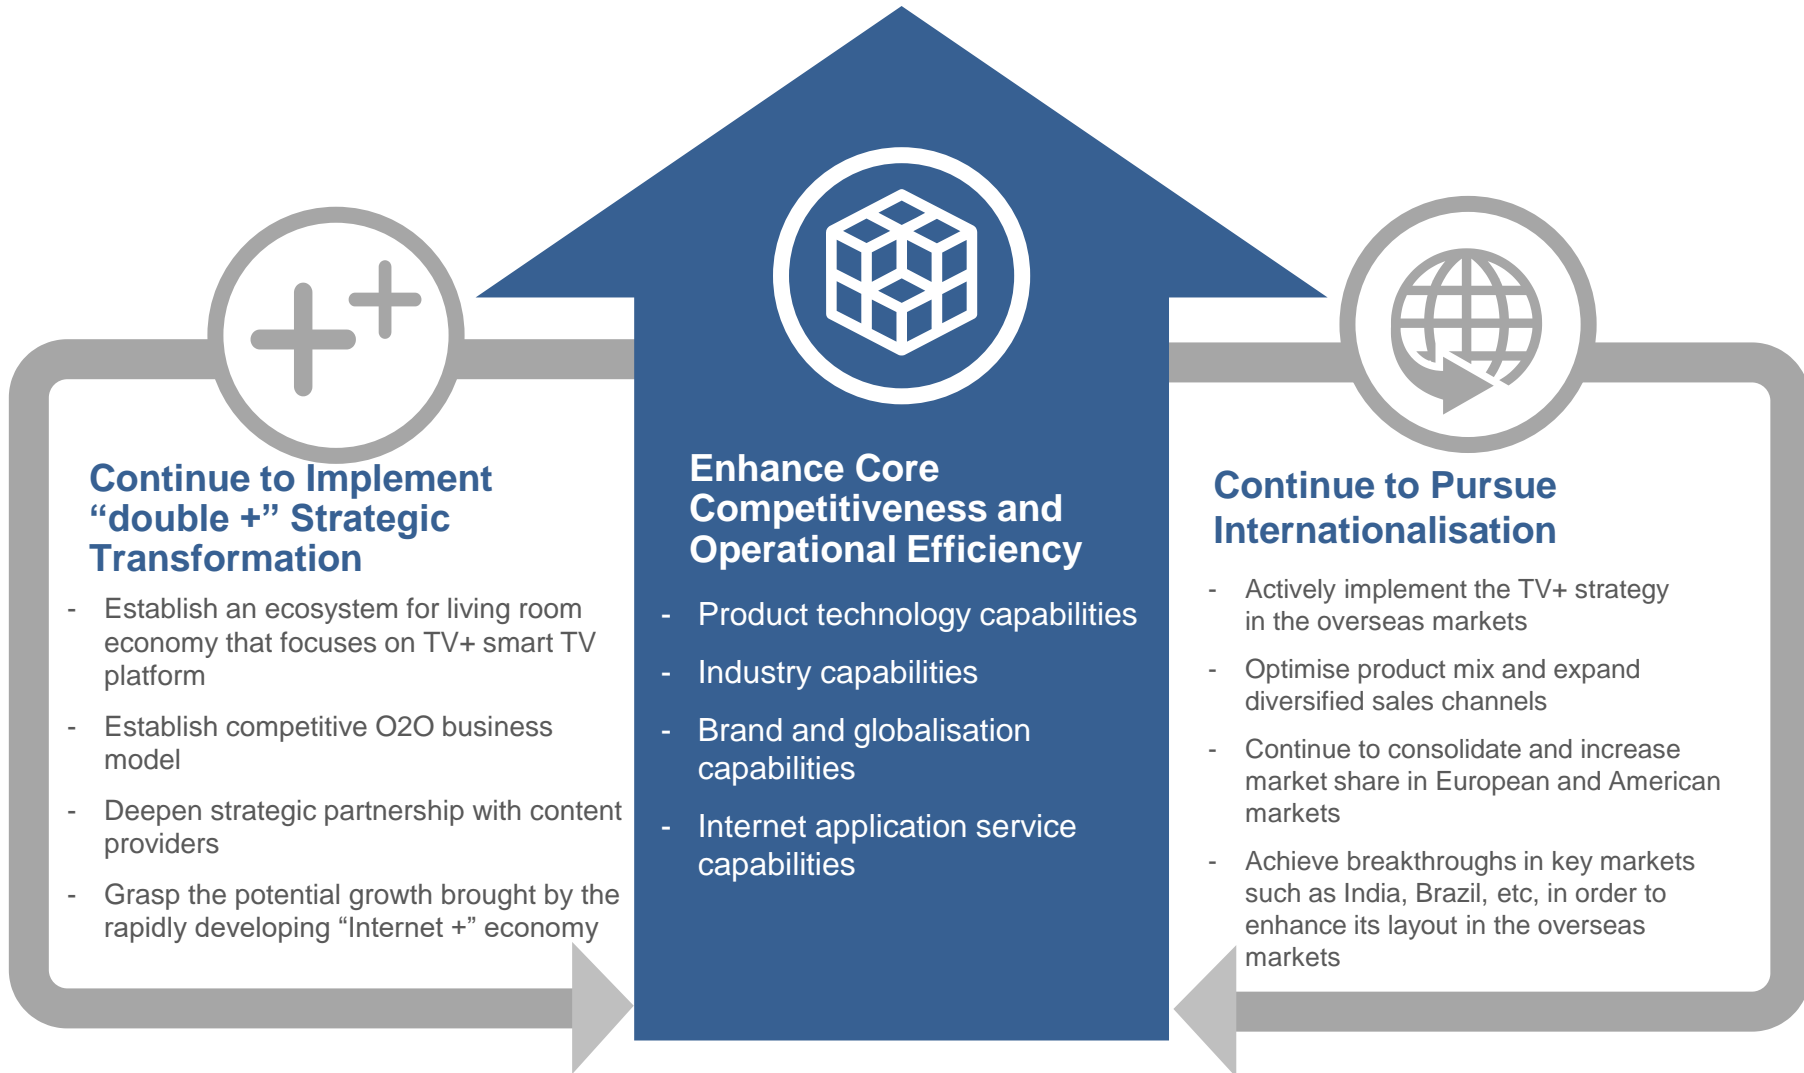 Continue to Implement
“double +” Strategic
Transformation
- Establish an ecosystem for living room
economy that focuses on TV+ smart TV
platform
- Establish competitive O2O business
model
- Deepen strategic partnership with content
providers
- Grasp the potential growth brought by the
rapidly developing “Internet +” economy
Enhance Core
Competitiveness and
Operational Efficiency
- Product technology capabilities
- Industry capabilities
- Brand and globalisation
capabilities
- Internet application service
capabilities
Continue to Pursue
Internationalisation
- Actively implement the TV+ strategy
in the overseas markets
- Optimise product mix and expand
diversified sales channels
- Continue to consolidate and increase
market share in European and American
markets
- Achieve breakthroughs in key markets
such as India, Brazil, etc, in order to
enhance its layout in the overseas
markets